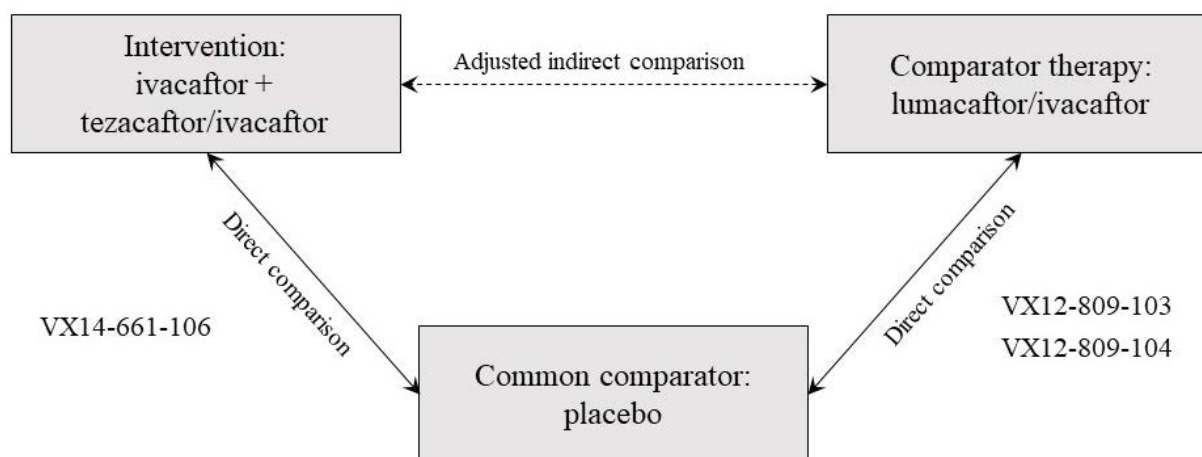 Intervention:
ivacaftor +
tezacaftor/ivacaftor
Adjusted indirect comparison
Comparator therapy:
lumacaftor/ivacaftor
Direct comparison
Direct comparison
VX14-661-106
VX12-809-103
VX12-809-104
Common comparator:
placebo